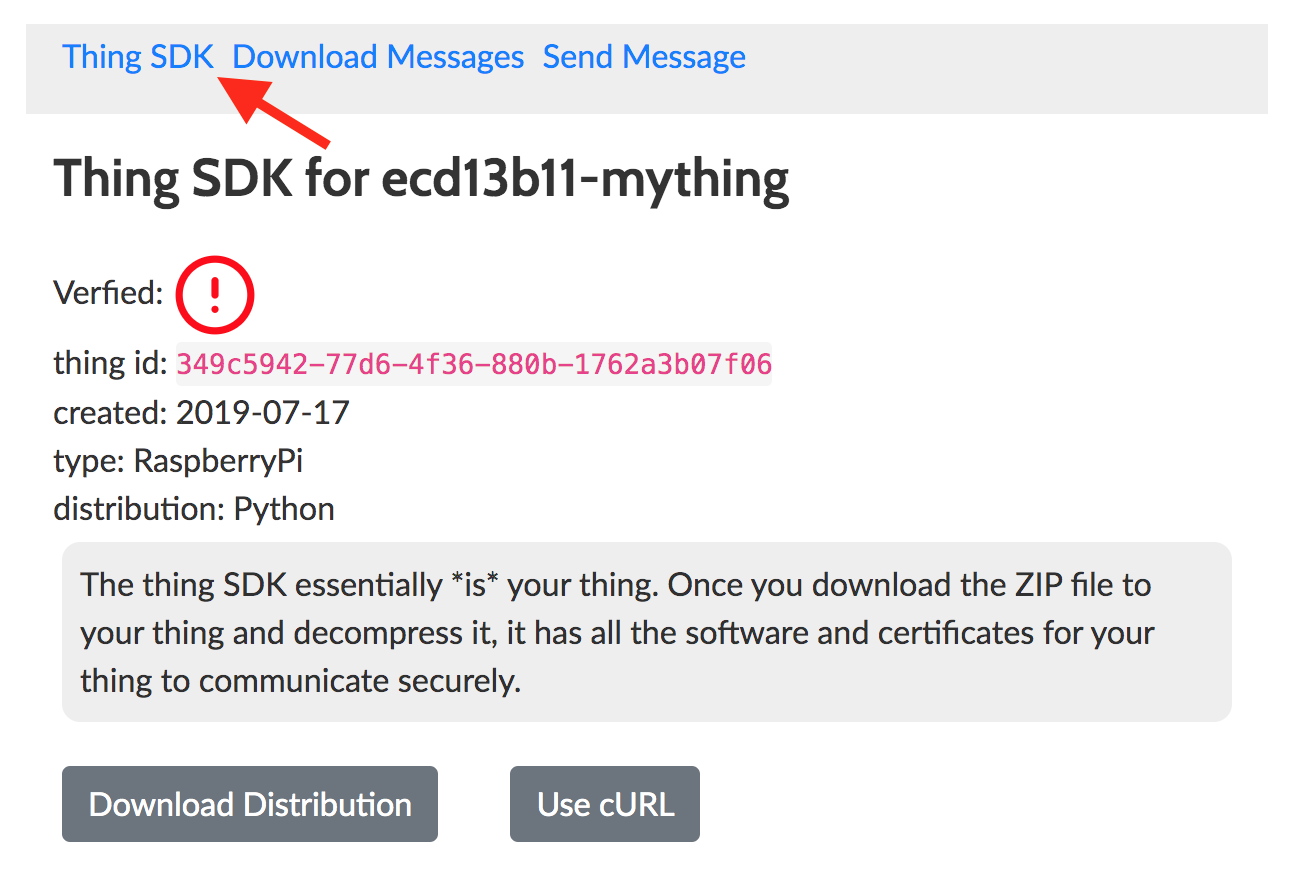 Thing SDK Download Messages Send Message
Thing SDK for ecd13b11-mything
Verfied:
thing id: 349c5942-77d6-4f36-880b-1762a3b07f06
created: 2019-07-17
type: RaspberryPi
distribution: Python
The thing SDK essentially *is* your thing. Once you download the ZIP file to
your thing and decompress it, it has all the software and certificates for your
thing to communicate securely.
Download Distribution Use cURL